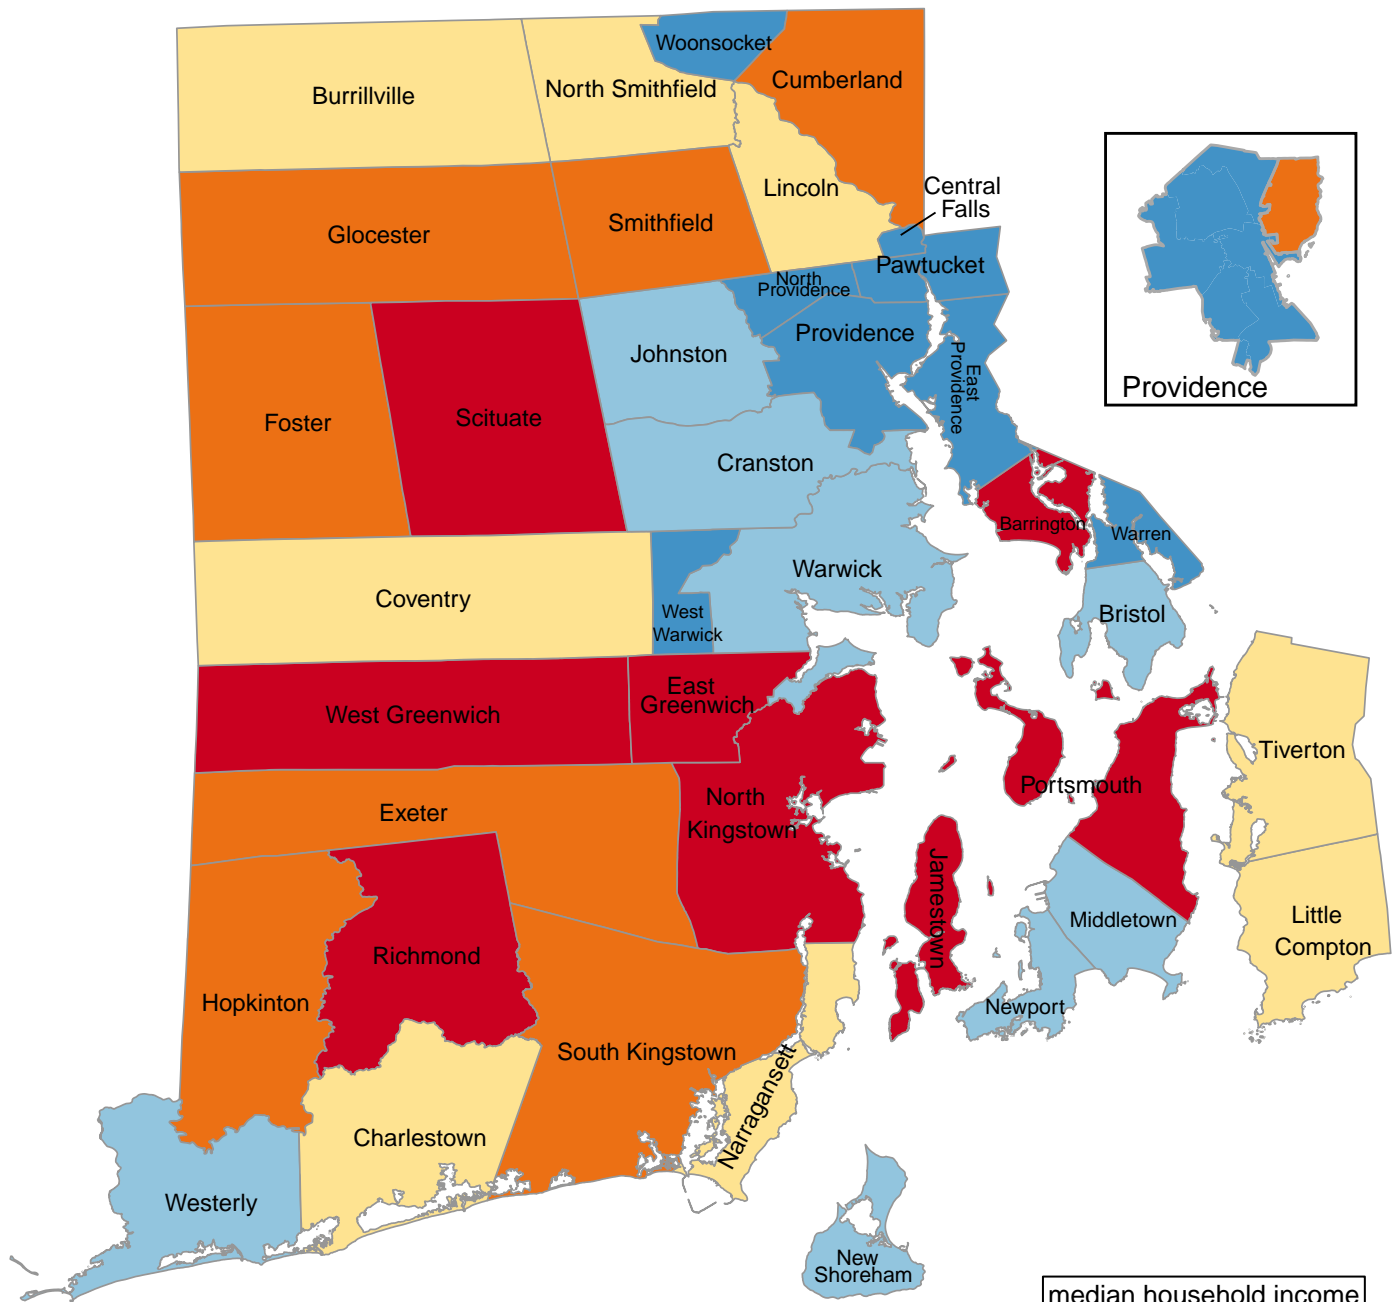 Woonsocket
Cumberland
Burrillville
North Smithfield
Lincoln
Central
Falls
Glocester
Smithfield
Pawtucket
North
Providence
Providence
Johnston
East
Providence
Providence
Foster
Scituate
Cranston
Barrington
Warren
Coventry
Warwick
West
Warwick
Bristol
East
Greenwich
West Greenwich
Tiverton
Portsmouth
North
Kingstown
Exeter
Jamestown
Middletown
Little
Compton
Richmond
Hopkinton
Newport
South Kingstown
Narragansett
Charlestown
Westerly
New
Shoreham
median household income